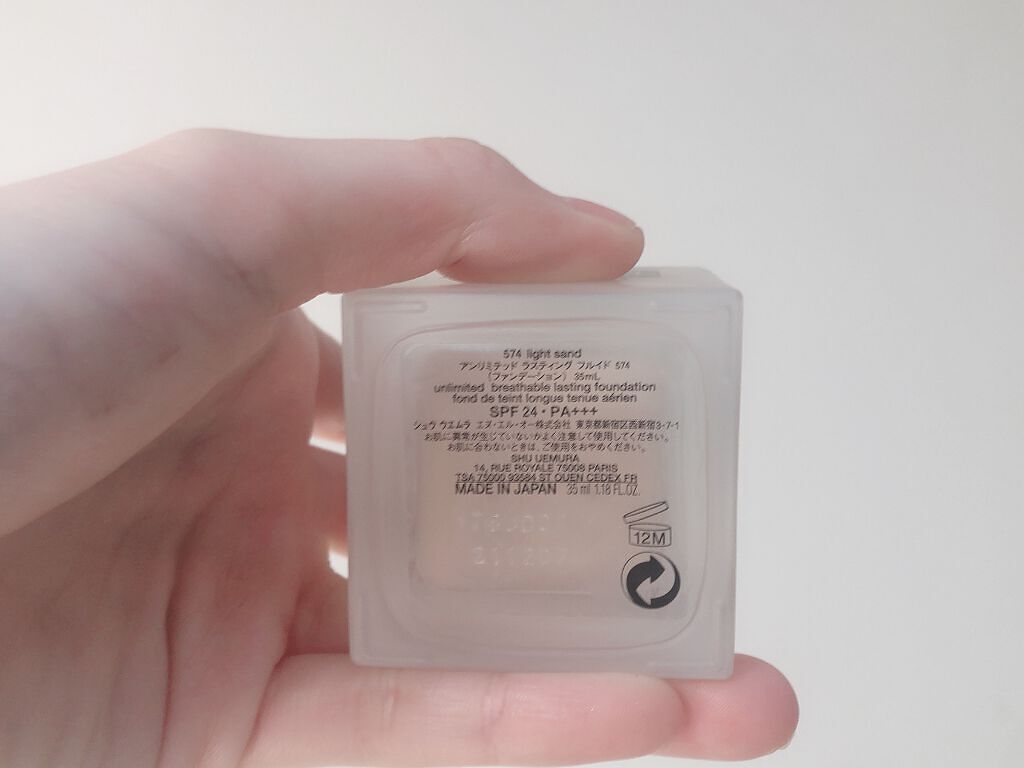 574 light sand
アンリミテッド ラスティング フルイド 574
(ファンデーション) 35mL
unlimited breathable lasting foundation
fond de teint longue tenue aérien
SPF 24・PA+++
シュウ ウエムラ エヌ・エル・オー株式会社 東京都新宿区西新宿3-7-1
お肌に異常が生じていないかよく注意して使用してください。
お肌に合わないときは、ご使用をおやめください。
SHU UEMURA
14, RUE ROYALE 75008 PARIS
TSA 75000 93584 ST OUEN CEDEX FR
MADE IN JAPAN 35 ml 1.18 FL.OZ.
12M